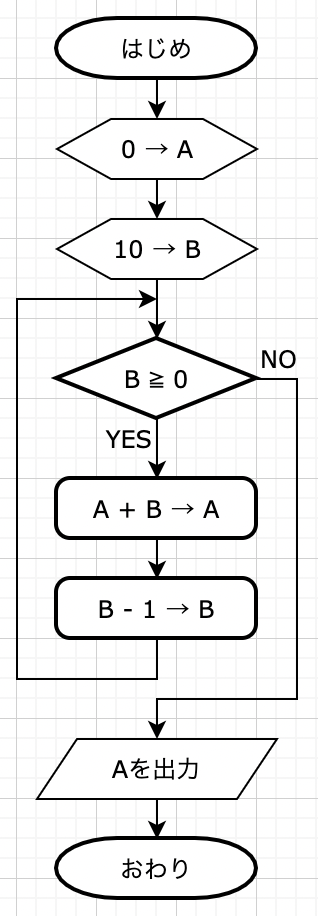 はじめ
0 → A
10 → B
B ≧ 0
NO
YES
A + B → A
B - 1 → B
Aを出力
おわり